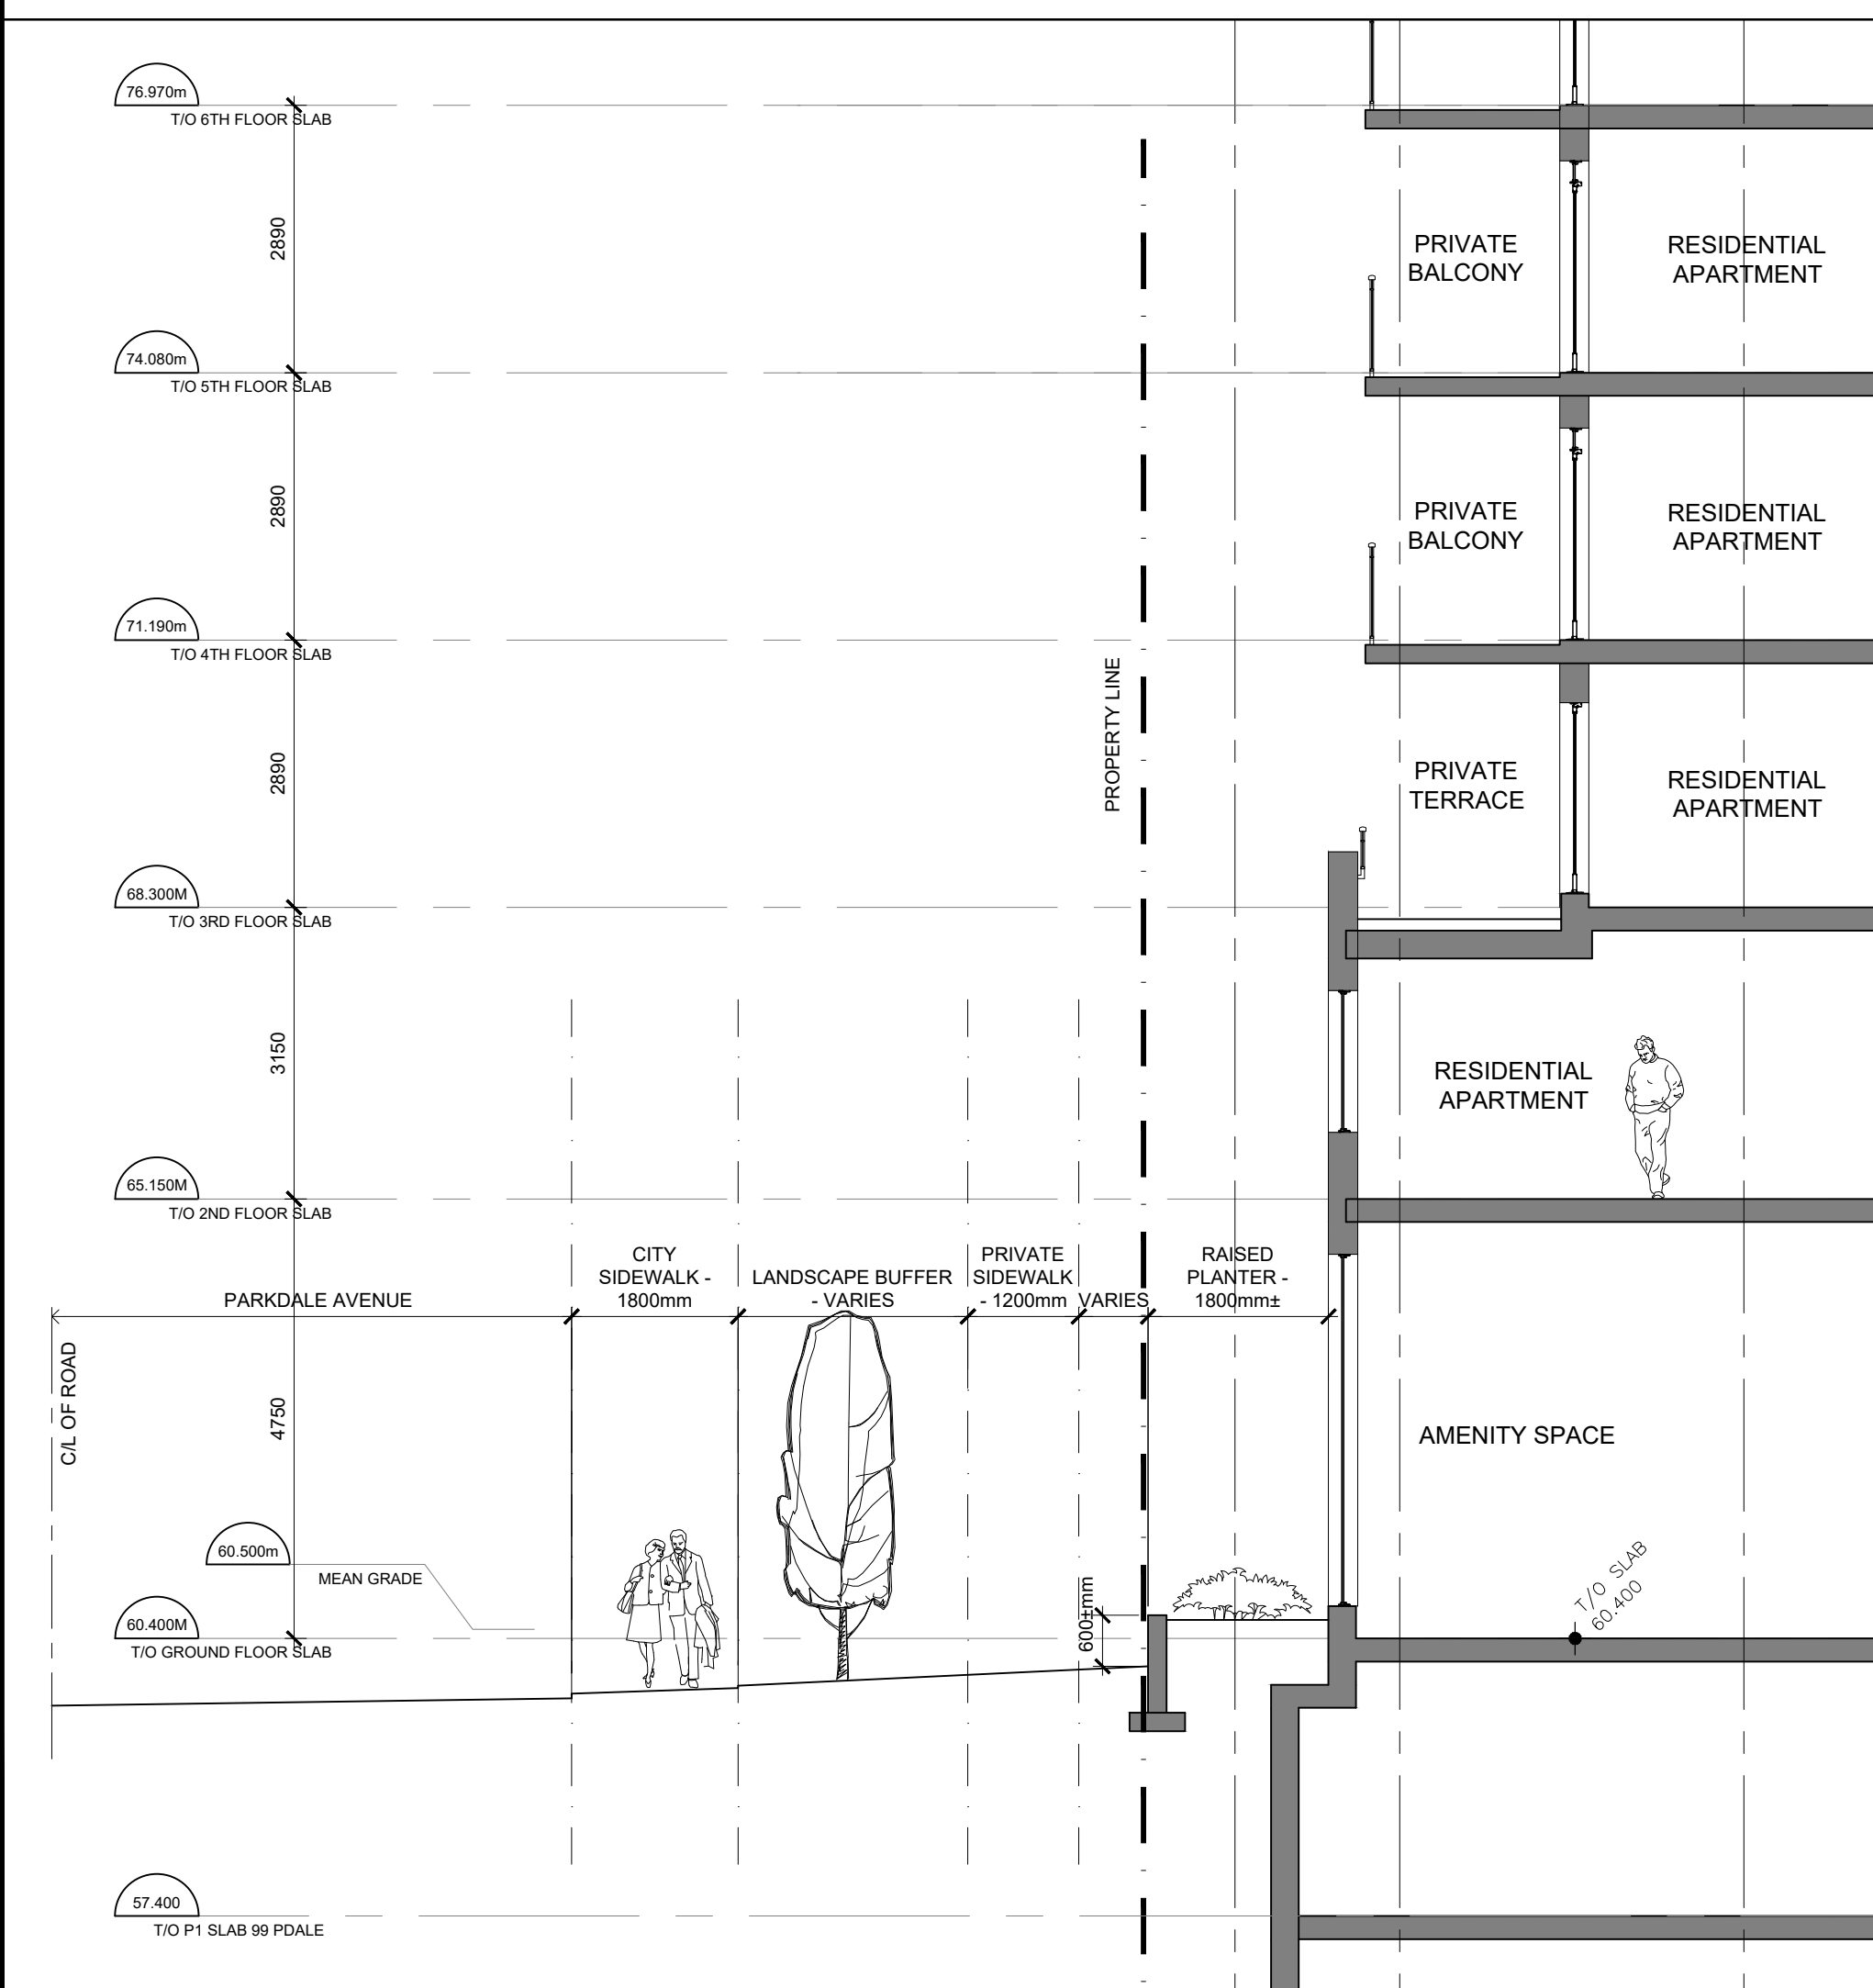 76.970m
T/O 6TH FLOOR SLAB
2890
PRIVATE
BALCONY
RESIDENTIAL
APARTMENT
74.080m
T/O 5TH FLOOR SLAB
2890
PRIVATE
BALCONY
RESIDENTIAL
APARTMENT
71.190m
T/O 4TH FLOOR SLAB
PROPERTY LINE
2890
PRIVATE
TERRACE
RESIDENTIAL
APARTMENT
68.300M
T/O 3RD FLOOR SLAB
3150
RESIDENTIAL
APARTMENT
65.150M
T/O 2ND FLOOR SLAB
PARKDALE AVENUE
CITY
SIDEWALK -
1800mm
LANDSCAPE BUFFER
- VARIES
PRIVATE
SIDEWALK
- 1200mm
VARIES
RAISED
PLANTER -
1800mm±
C/L OF ROAD
4750
AMENITY SPACE
60.500m
MEAN GRADE
600±mm
T/O SLAB
60.400
60.400M
T/O GROUND FLOOR SLAB
57.400
T/O P1 SLAB 99 PDALE